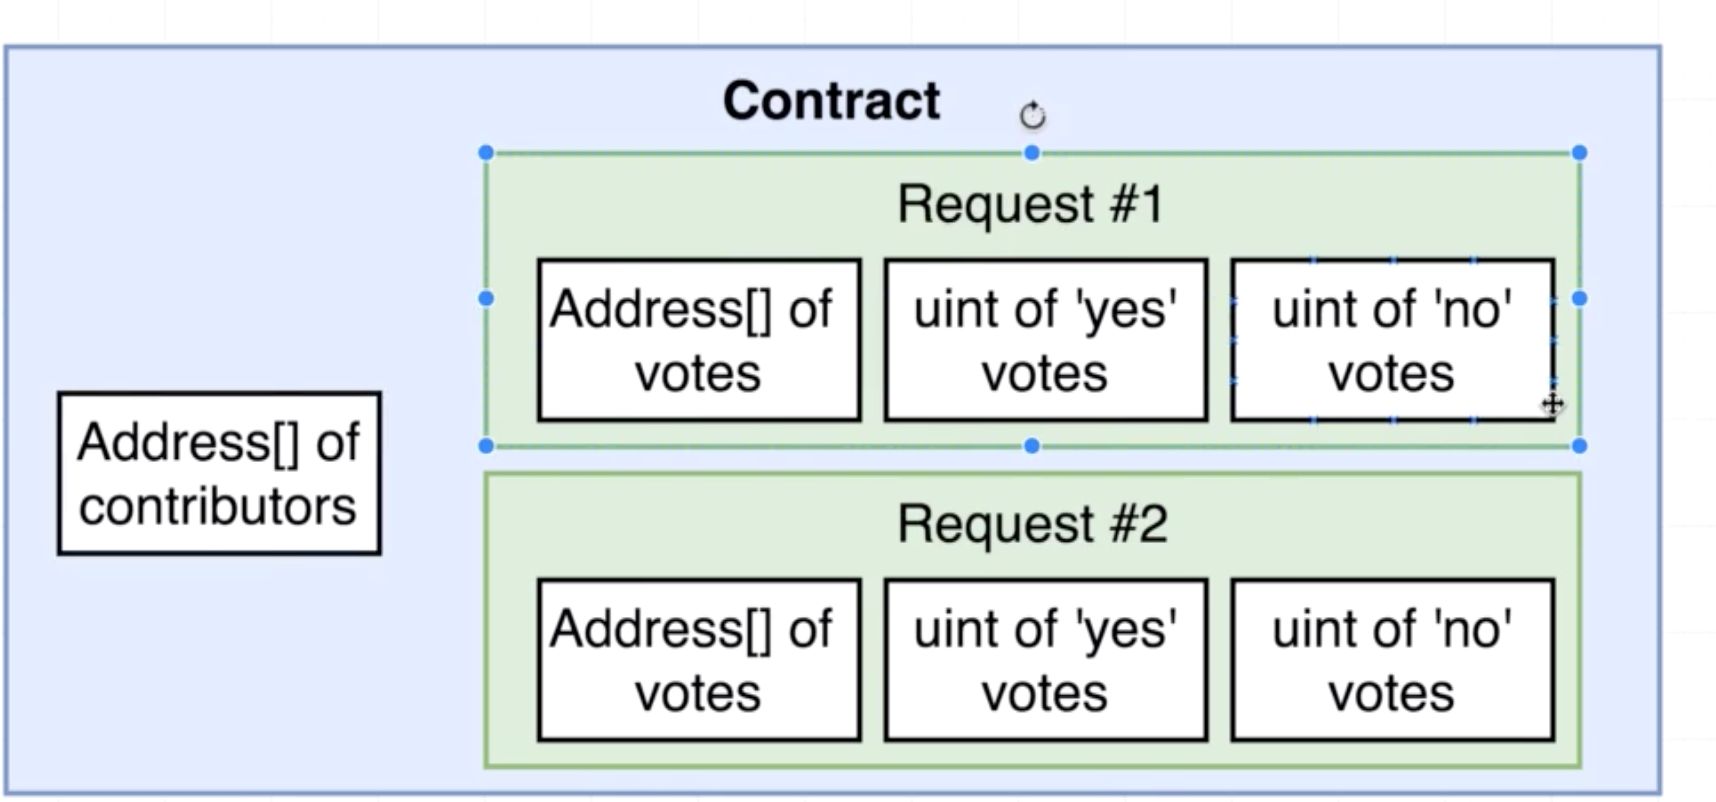 Contract
Request #1
Address[] of
votes
uint of 'yes'
votes
uint of 'no'
votes
Address[] of
contributors
Request #2
Address[] of
votes
uint of 'yes'
votes
uint of 'no'
votes